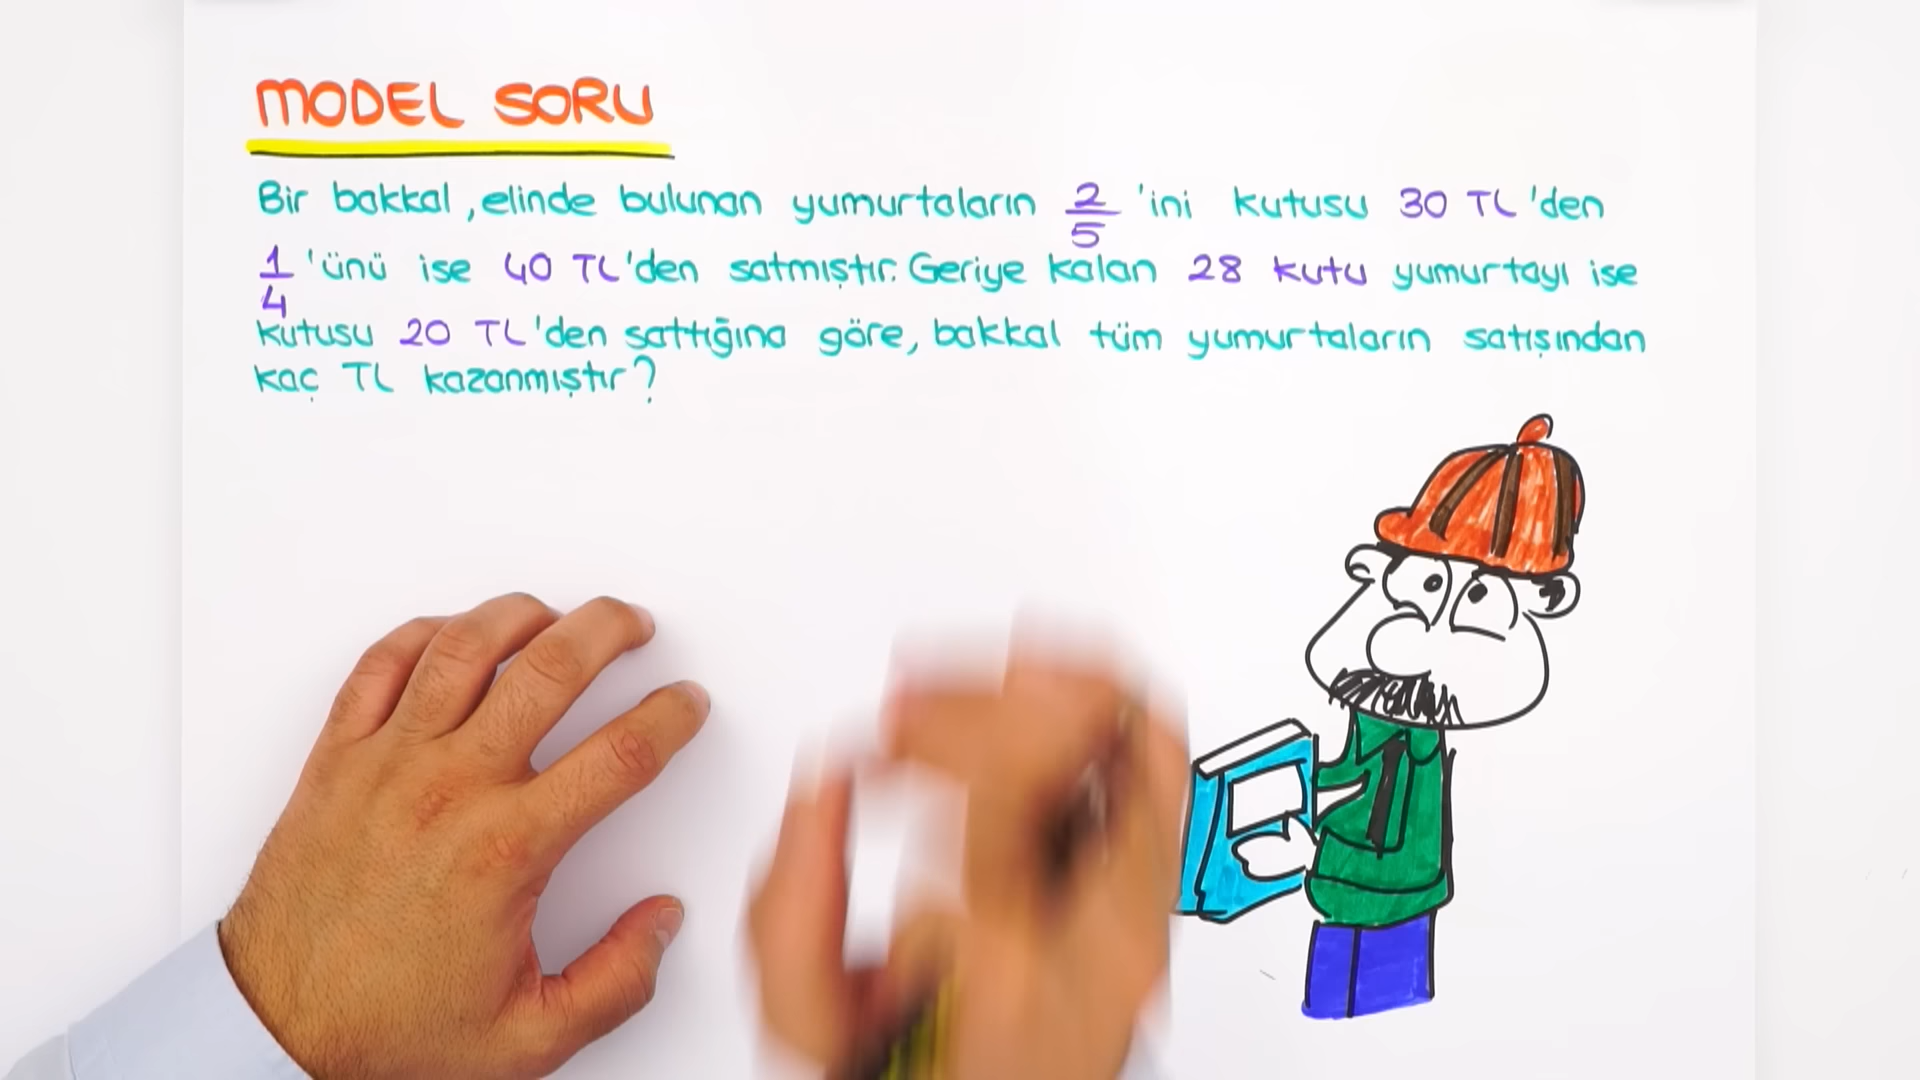 MODEL SORU
Bir bakkal, elinde bulunan yumurtaların 2/5 'ini kutusu 30 TL'den
1/4 'ünü ise 40 TL'den satmıştır. Geriye kalan 28 kutu yumurtayı ise
kutusu 20 TL'den sattığına göre, bakkal tüm yumurtaların satışından
kaç TL kazanmıştır?